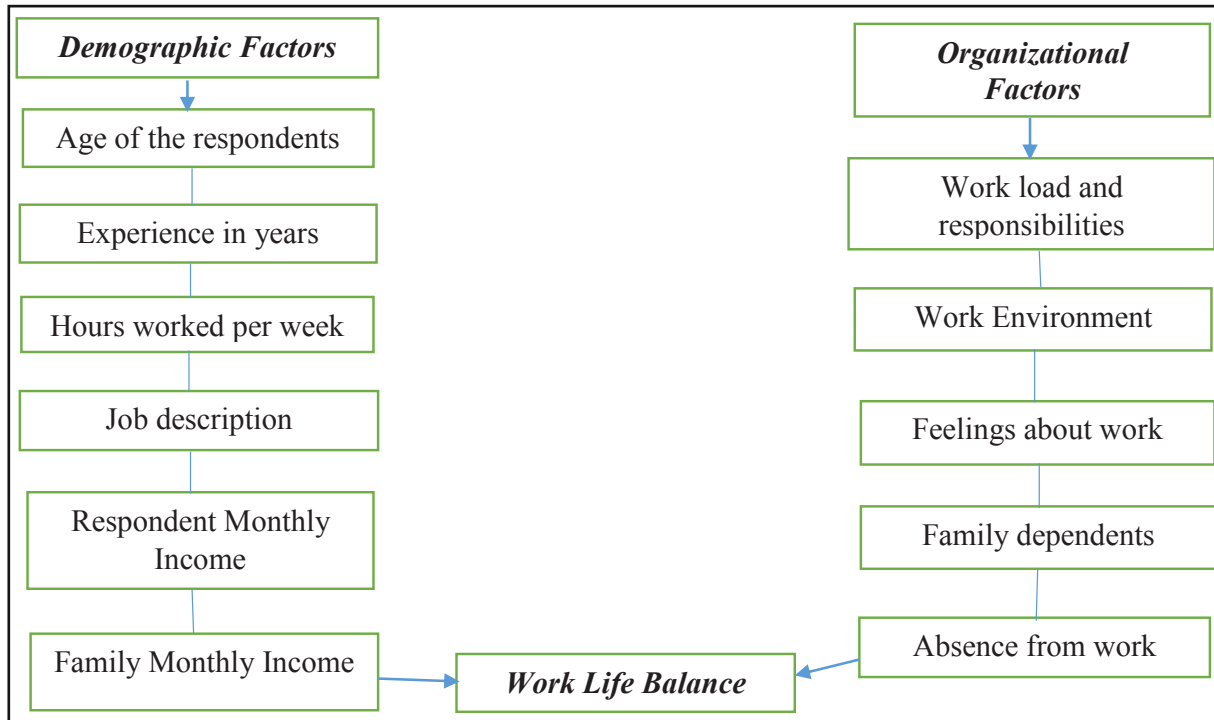 Demographic Factors
Age of the respondents
Experience in years
Hours worked per week
Job description
Respondent Monthly
Income
Family Monthly Income
Organizational
Factors
Work load and
responsibilities
Work Environment
Feelings about work
Family dependents
Absence from work
Work Life Balance